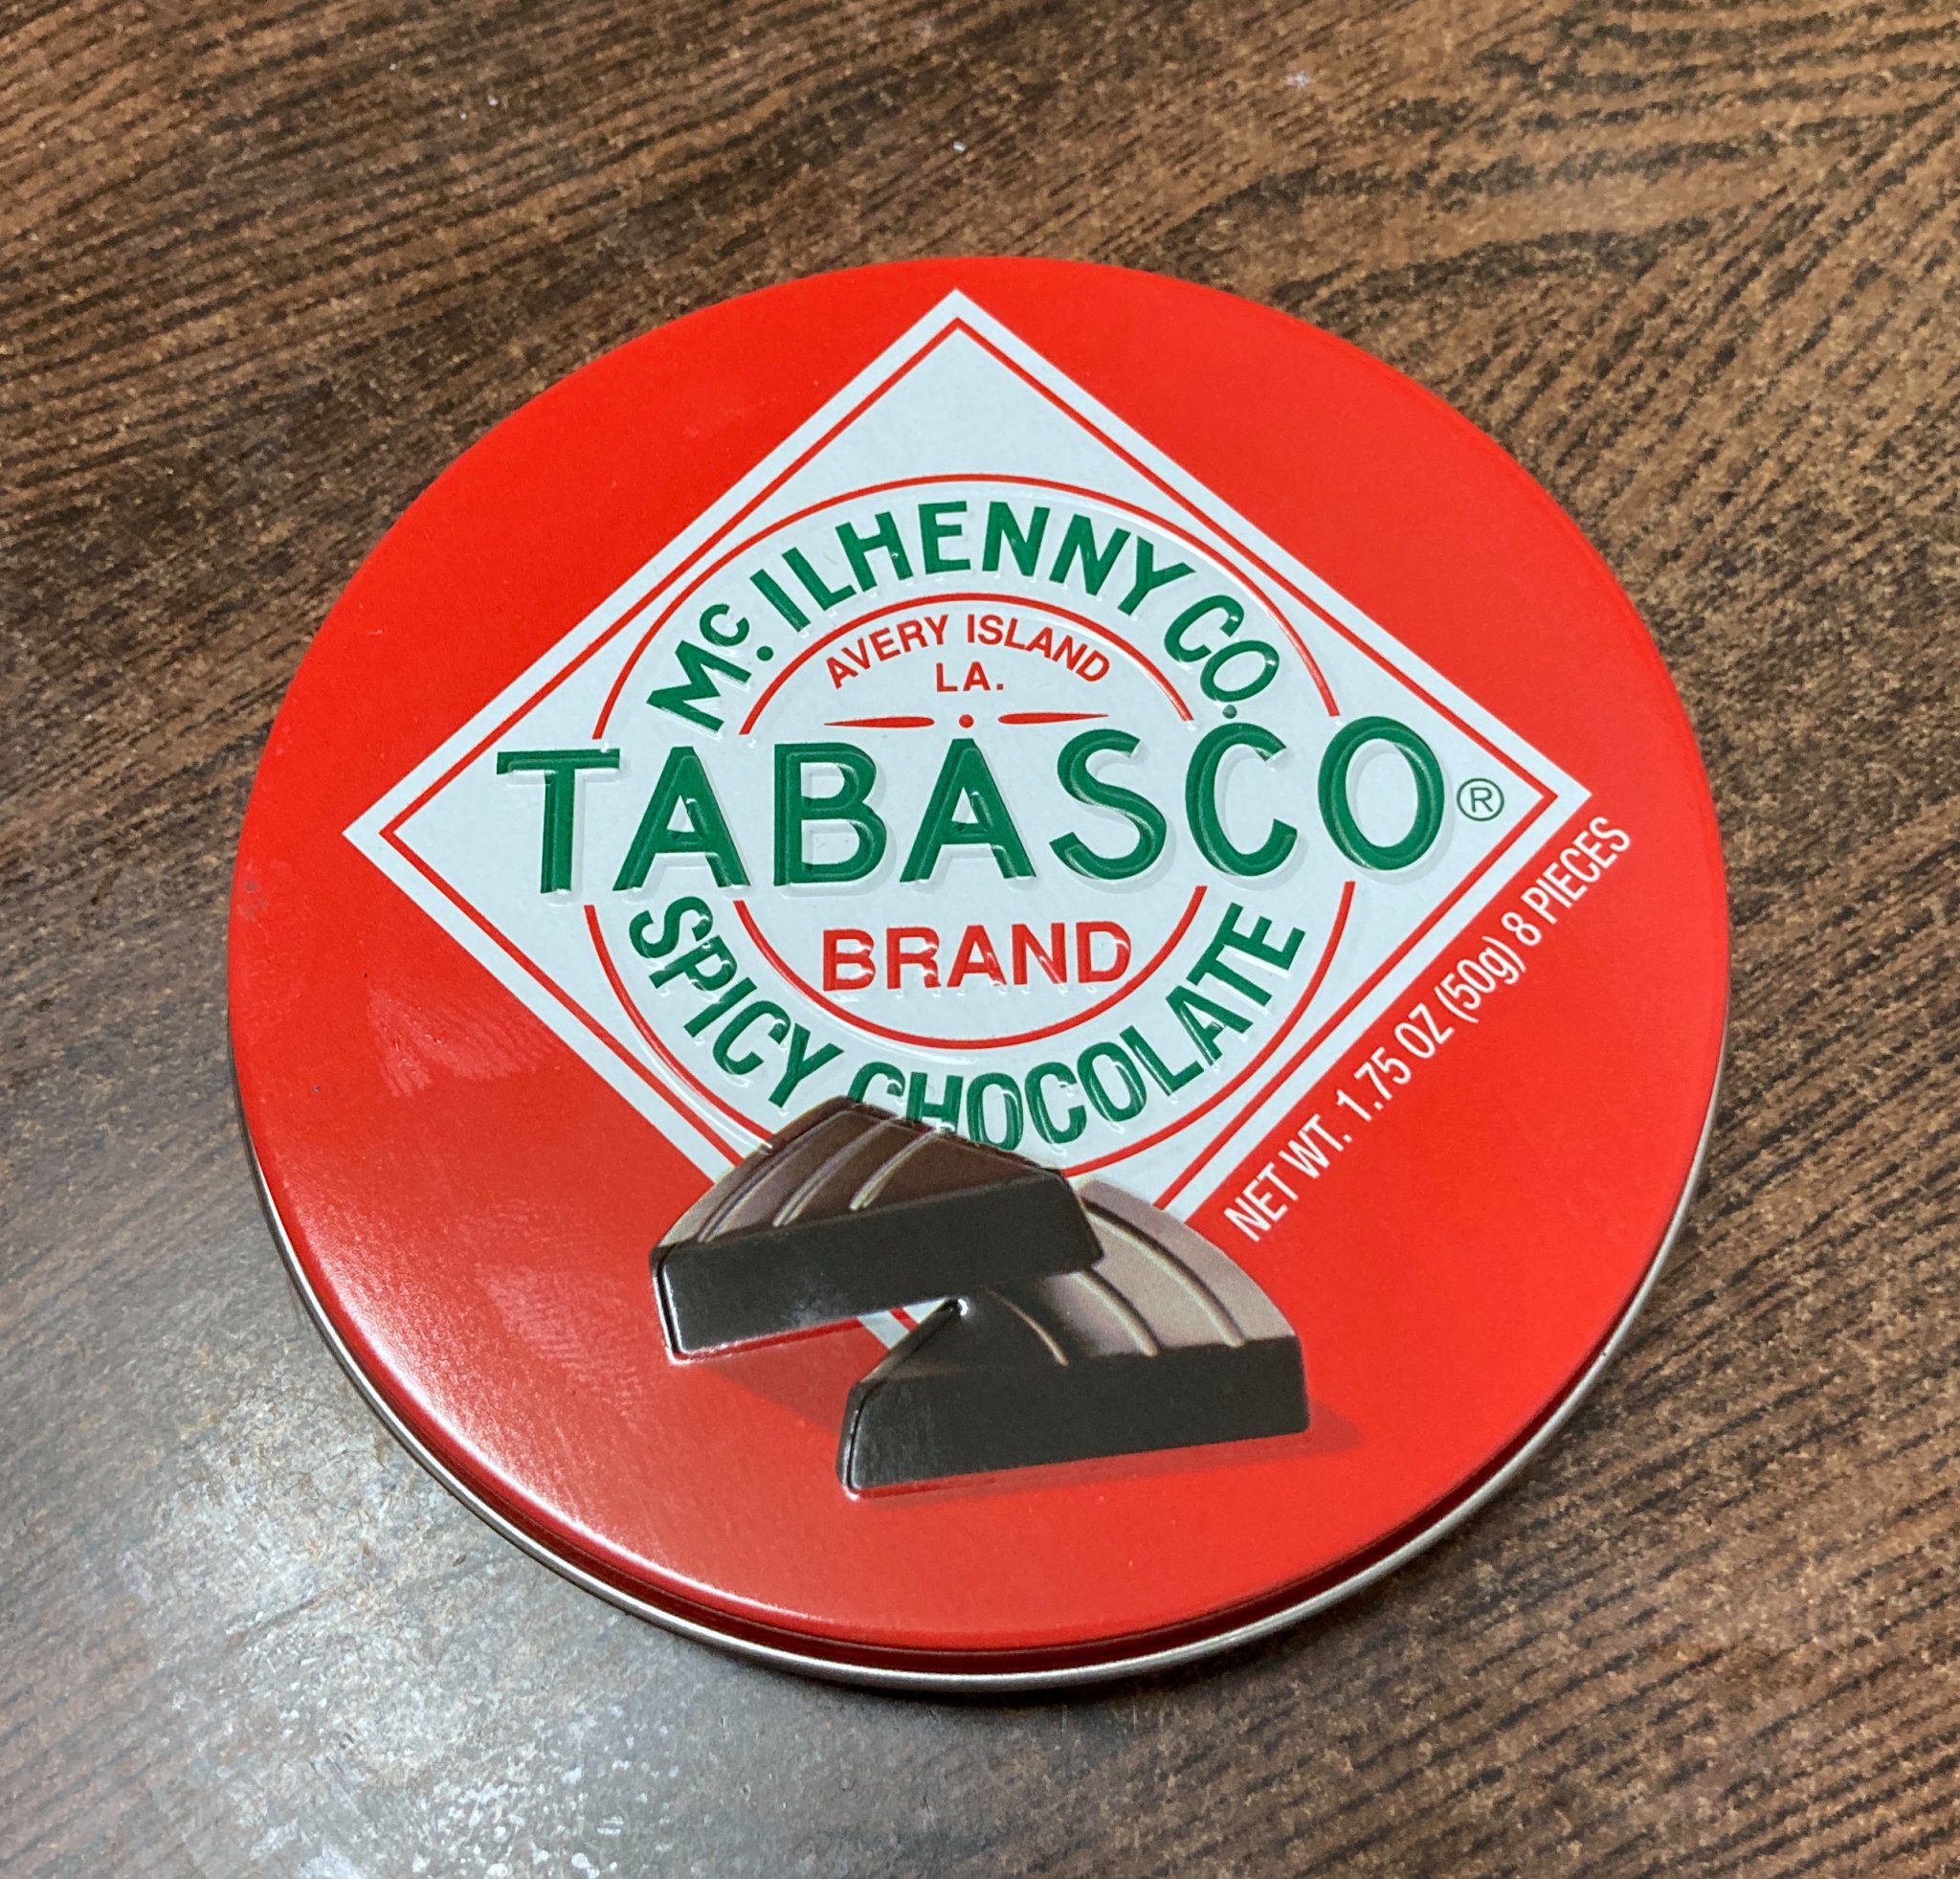 Mc. ILHENNY CO.
AVERY ISLAND
LA.
TABASCO®
BRAND
SPICY CHOCOLATE
NET WT. 1.75 OZ (50g) 8 PIECES